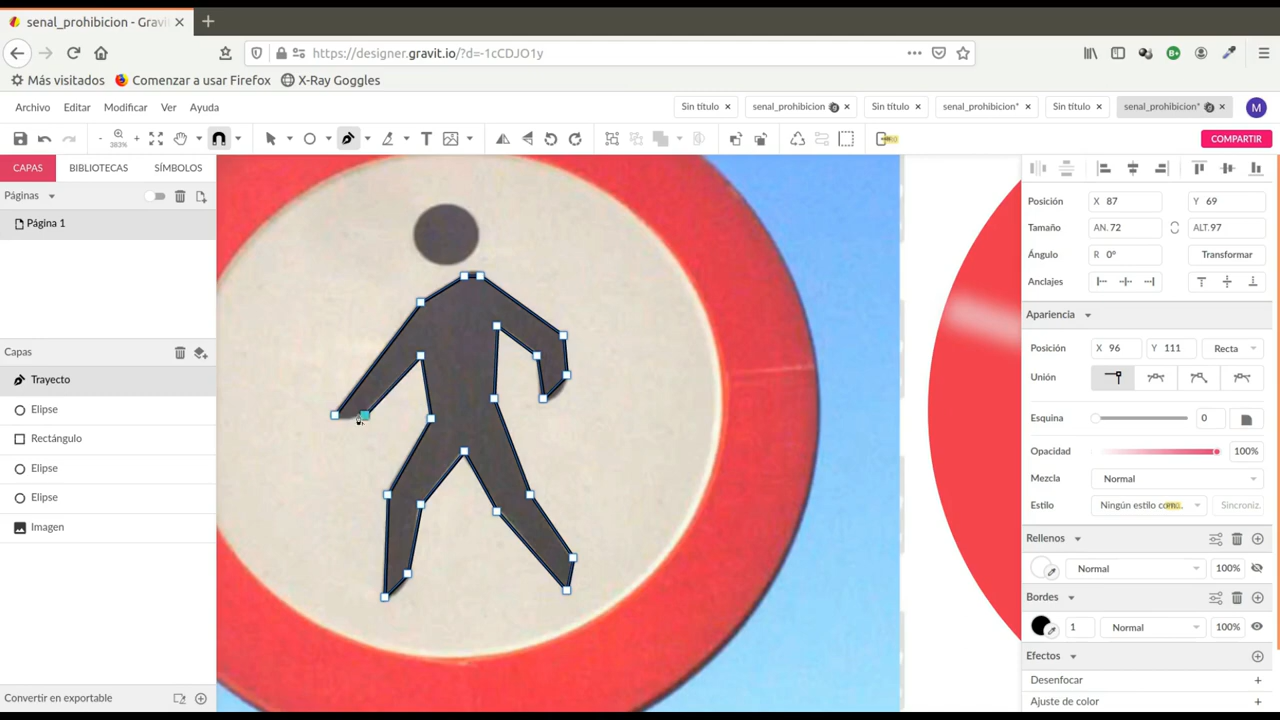 senal_prohibicion - Gravi
https://designer.gravit.io/?d=-1cCDJO1y
Más visitados Comenzar a usar Firefox X-Ray Goggles
Archivo Editar Modificar Ver Ayuda
Sin título senal_prohibicion Sin título senal_prohibicion* Sin título senal_prohibicion* M
383%
COMPARTIR
CAPAS BIBLIOTECAS SÍMBOLOS
Páginas
Página 1
Capas
Trayecto
Elipse
Rectángulo
Elipse
Elipse
Imagen
Convertir en exportable
Posición X 87 Y 69
Tamaño AN. 72 ALT. 97
Ángulo R 0° Transformar
Anclajes
Apariencia
Posición X 96 Y 111 Recta
Unión
Esquina 0
Opacidad 100%
Mezcla Normal
Estilo Ningún estilo Sincroniz.
Rellenos
Normal 100%
Bordes
1 Normal 100%
Efectos
Desenfocar +
Ajuste de color +